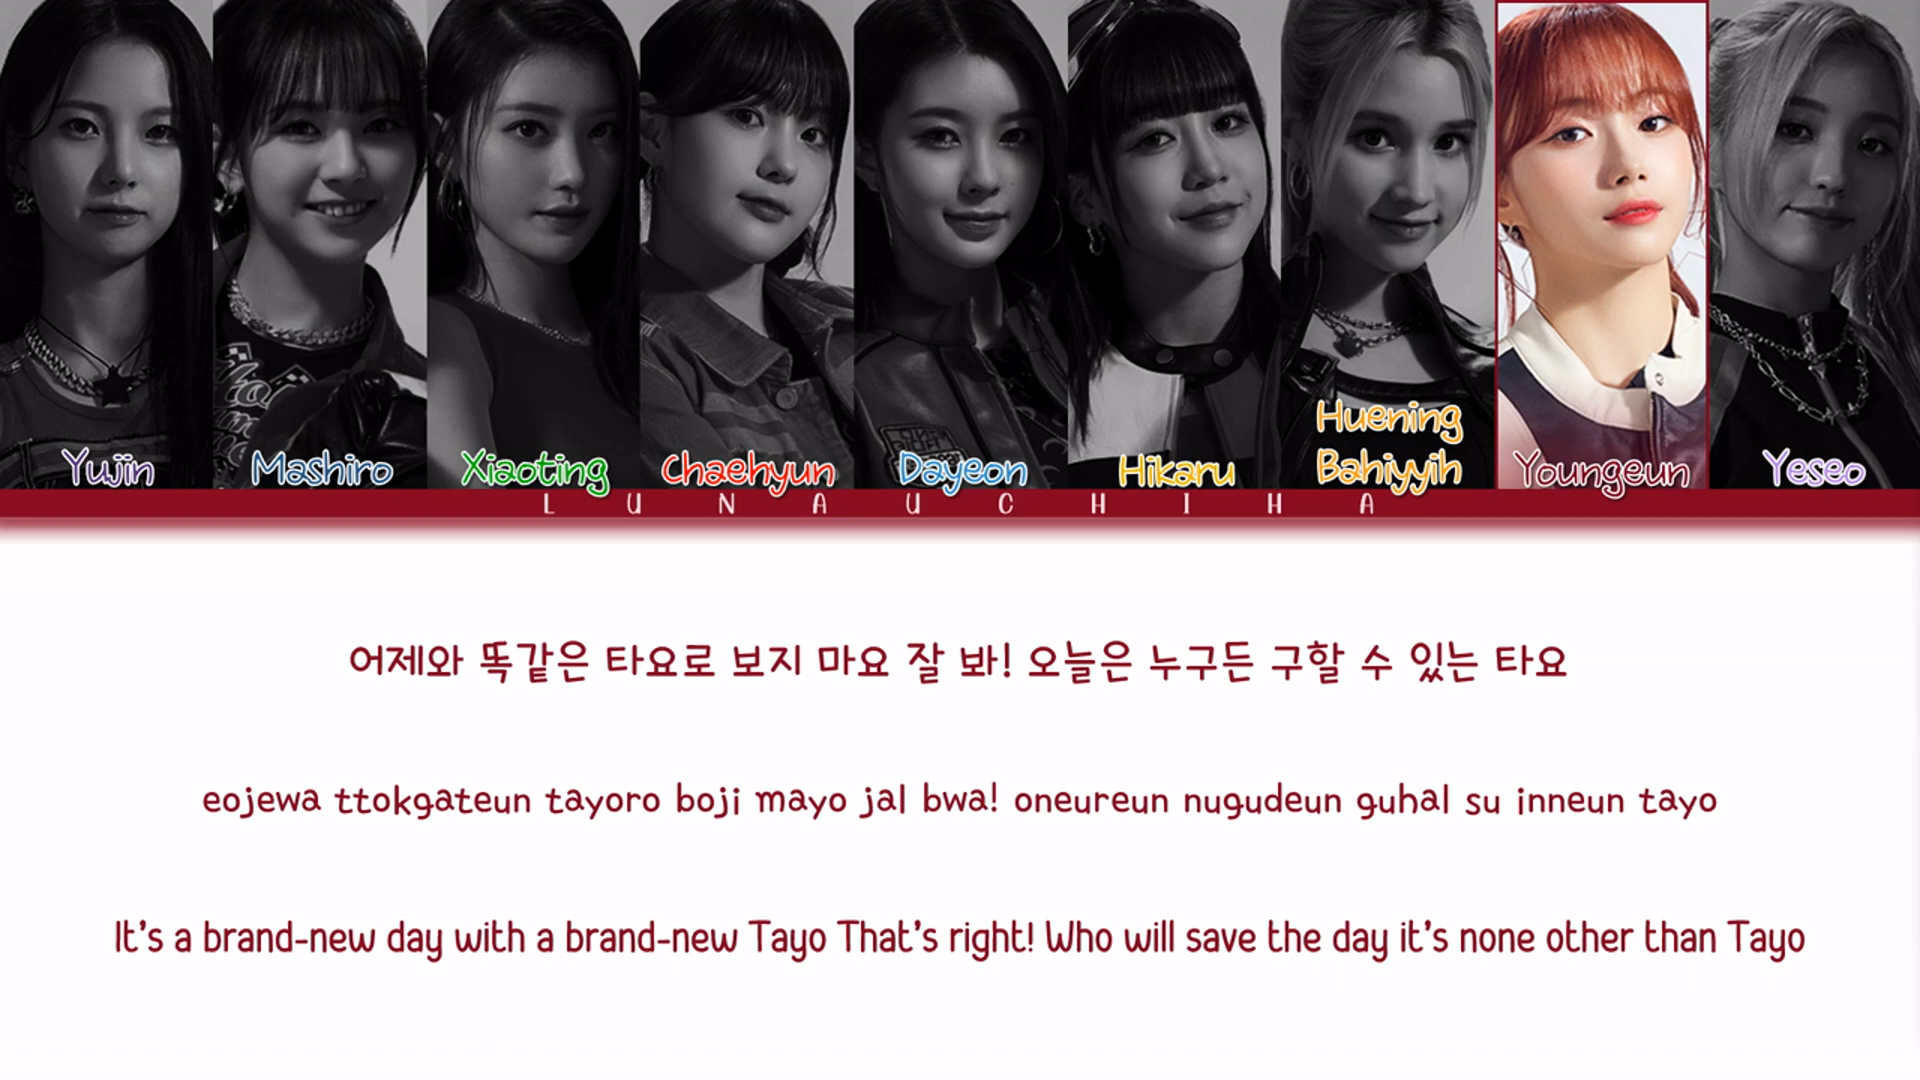 Yujin
Mashiro
Xiaoting
Chaehyun
Dayeon
Hikaru
Huening
Bahiyyih
Youngeun
Yeseo
L U N A U C H I H A
어제와 똑같은 타요로 보지 마요 잘 봐! 오늘은 누구든 구할 수 있는 타요
eojewa ttokgateun tayoro boji mayo jal bwa! oneureun nugudeun guhal su inneun tayo
It's a brand-new day with a brand-new Tayo That's right! Who will save the day it's none other than Tayo